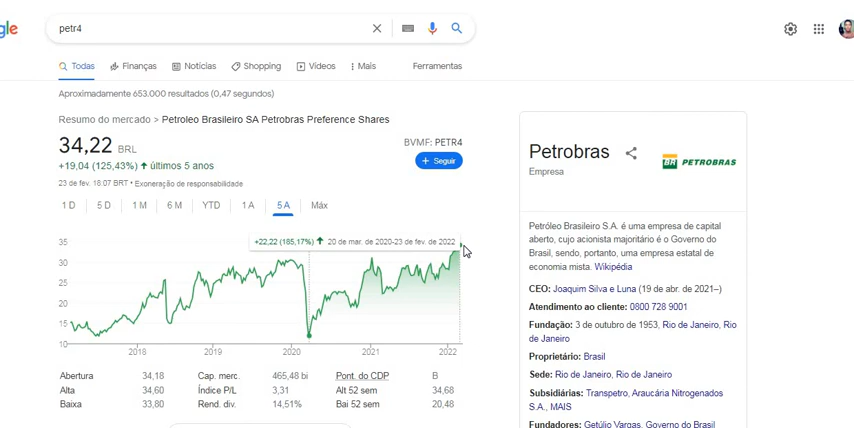 gle
petr4
Todas
Finanças
Notícias
Shopping
Vídeos
Mais
Ferramentas
Aproximadamente 653.000 resultados (0,47 segundos)
Resumo do mercado > Petroleo Brasileiro SA Petrobras Preference Shares
34,22 BRL
BVMF: PETR4
+19,04 (125,43%) últimos 5 anos
+ Seguir
23 de fev. 18:07 BRT • Exoneração de responsabilidade
1 D 5 D 1 M 6 M YTD 1 A 5 A Máx
+22,22 (185,17%) 20 de mar. de 2020-23 de fev. de 2022
35
30
25
20
15
10
2018 2019 2020 2021 2022
Abertura 34,18 Cap. merc. 465,48 bi Pont. do CDP B
Alta 34,60 Índice P/L 3,31 Alt 52 sem 34,68
Baixa 33,80 Rend. div. 14,51% Bai 52 sem 20,48
Petrobras
Empresa
BR PETROBRAS
Petróleo Brasileiro S.A. é uma empresa de capital
aberto, cujo acionista majoritário é o Governo do
Brasil, sendo, portanto, uma empresa estatal de
economia mista. Wikipédia
CEO: Joaquim Silva e Luna (19 de abr. de 2021–)
Atendimento ao cliente: 0800 728 9001
Fundação: 3 de outubro de 1953, Rio de Janeiro, Rio
de Janeiro
Proprietário: Brasil
Sede: Rio de Janeiro, Rio de Janeiro
Subsidiárias: Transpetro, Araucária Nitrogenados
S.A., MAIS
Fundadores: Getúlio Vargas, Governo do Brasil